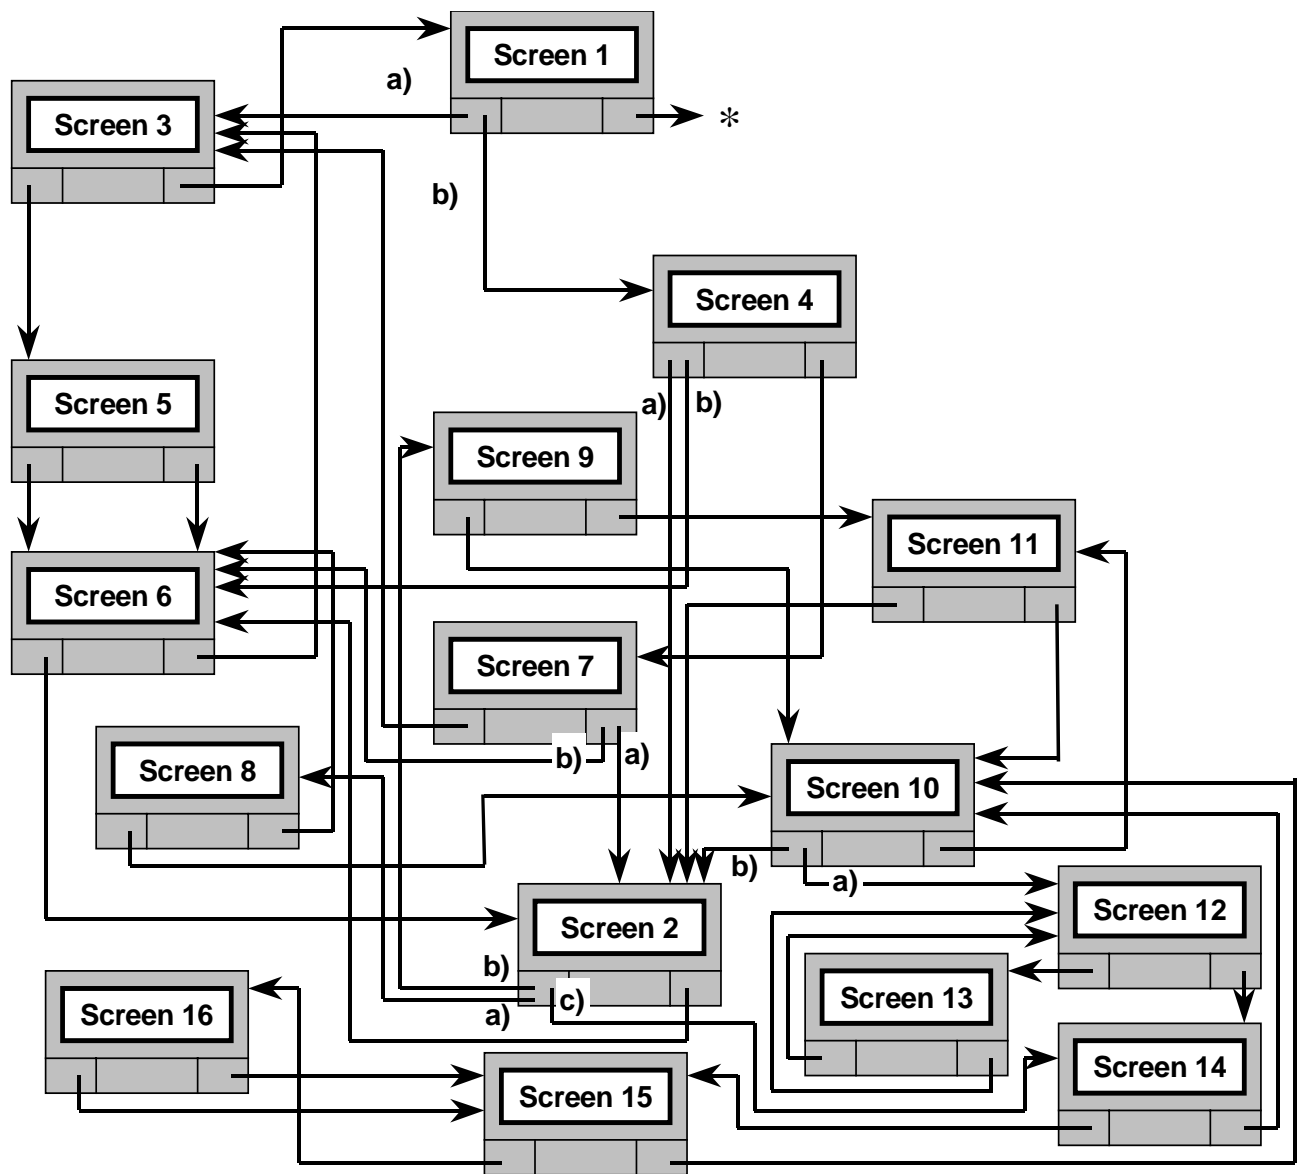 Screen 1
a)
*
Screen 3
b)
Screen 4
Screen 5
a)
b)
Screen 9
Screen 11
Screen 6
Screen 7
b)
a)
Screen 8
Screen 10
b)
a)
Screen 12
Screen 2
b)
c)
a)
Screen 13
Screen 16
Screen 14
Screen 15